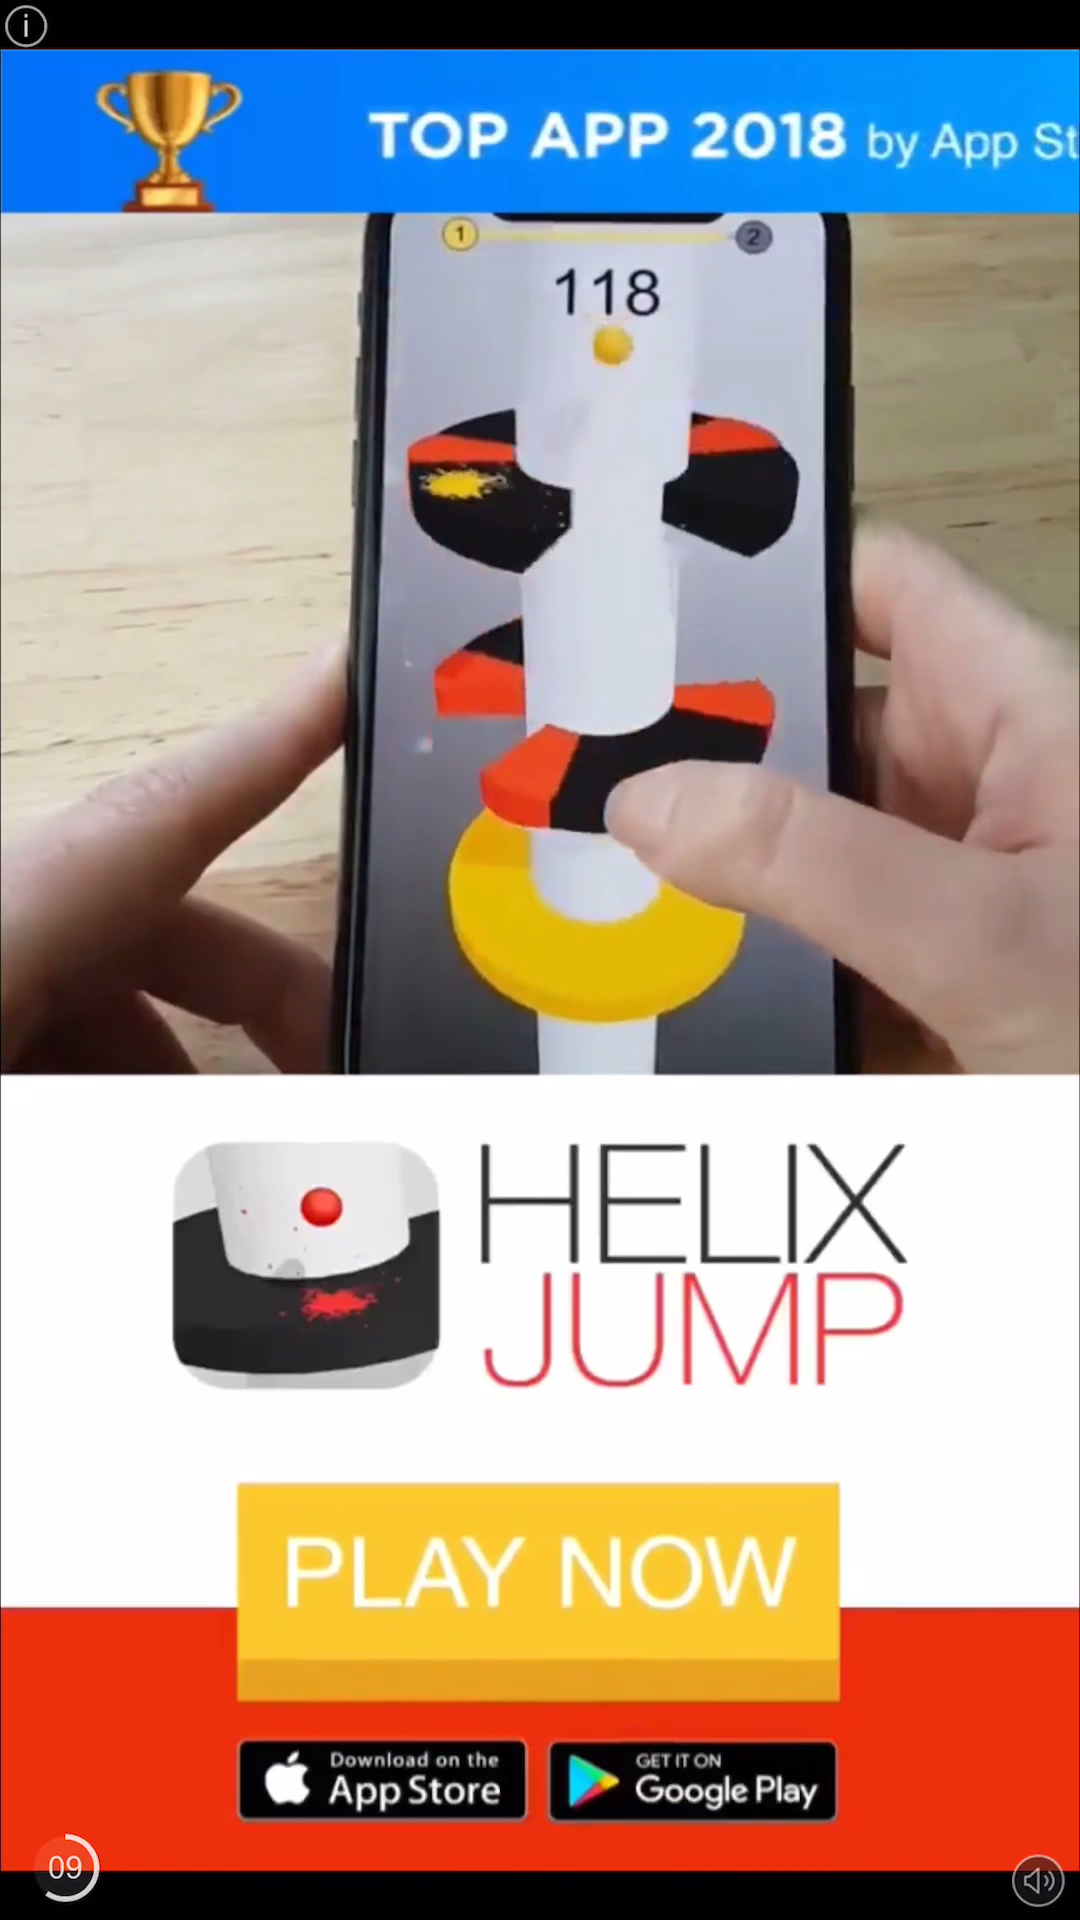 i
TOP APP 2018 by App St
1
2
118
HELIX
JUMP
PLAY NOW
Download on the
App Store
GET IT ON
Google Play
09